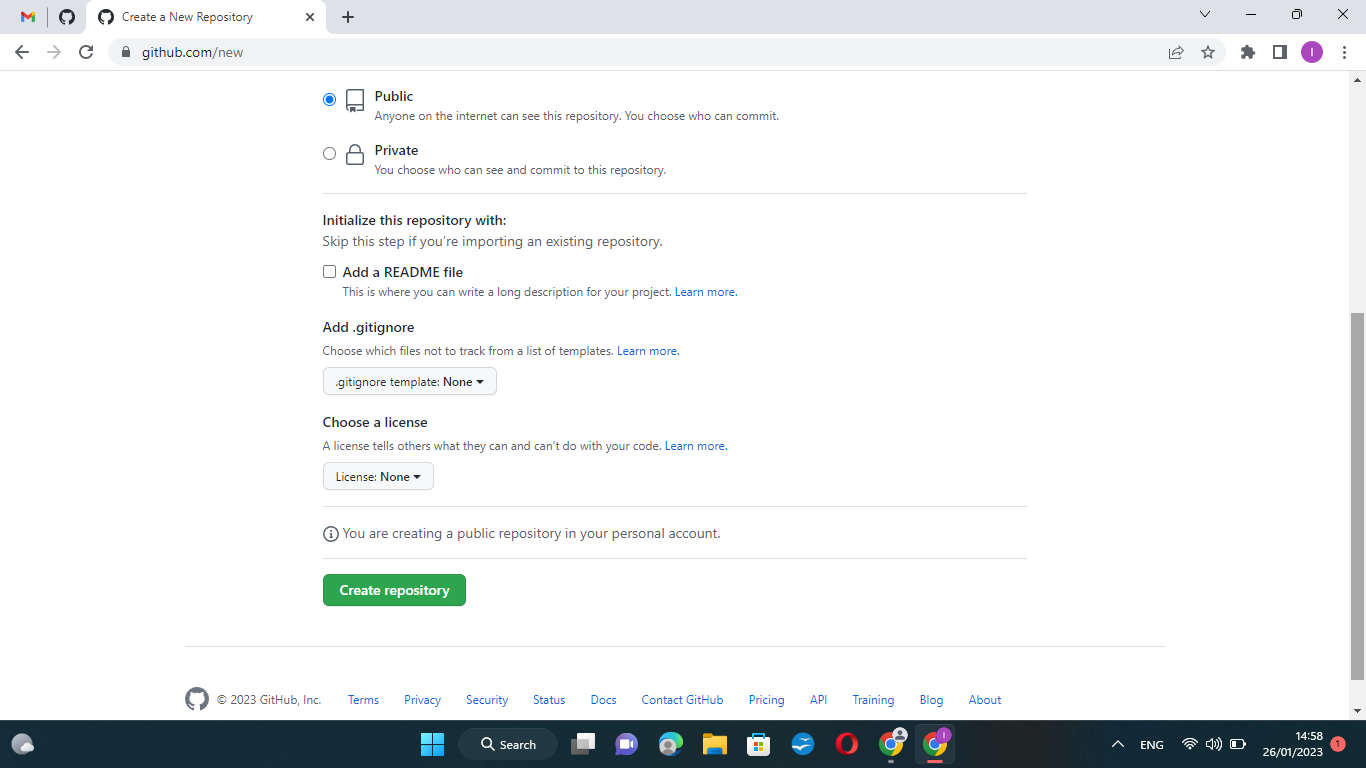 Create a New Repository
github.com/new
I
Public
Anyone on the internet can see this repository. You choose who can commit.
Private
You choose who can see and commit to this repository.
Initialize this repository with:
Skip this step if you're importing an existing repository.
Add a README file
This is where you can write a long description for your project. Learn more.
Add .gitignore
Choose which files not to track from a list of templates. Learn more.
.gitignore template: None
Choose a license
A license tells others what they can and can't do with your code. Learn more.
License: None
You are creating a public repository in your personal account.
Create repository
© 2023 GitHub, Inc. Terms Privacy Security Status Docs Contact GitHub Pricing API Training Blog About
Search
I
ENG
14:58
26/01/2023
1